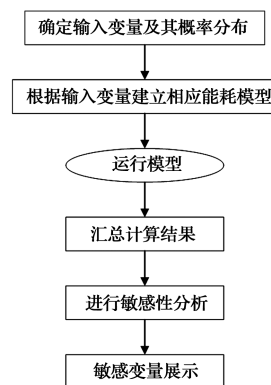 确定输入变量及其概率分布
根据输入变量建立相应能耗模型
运行模型
汇总计算结果
进行敏感性分析
敏感变量展示